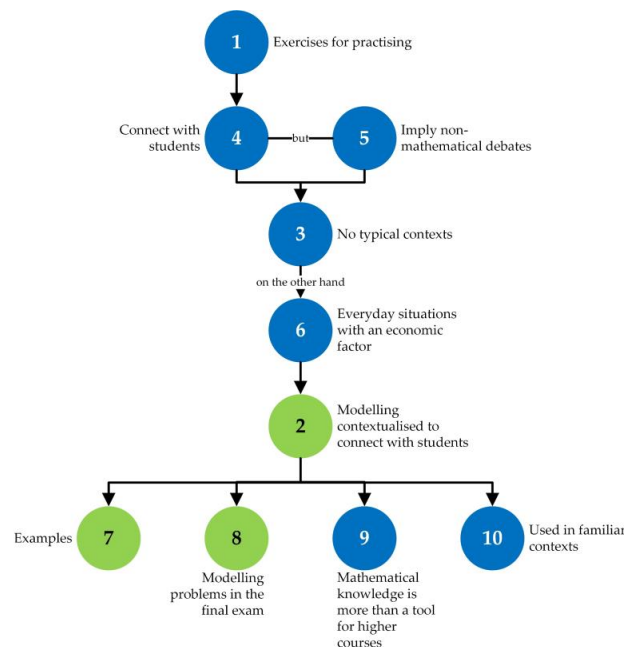 1
Exercises for practising
Connect with
students
4
but
5
Imply non-
mathematical debates
3
No typical contexts
on the other hand
6
Everyday situations
with an economic
factor
2
Modelling
contextualised to
connect with students
Examples
7
8
Modelling
problems in the
final exam
9
Mathematical
knowledge is
more than a tool
for higher
courses
10
Used in familiar
contexts